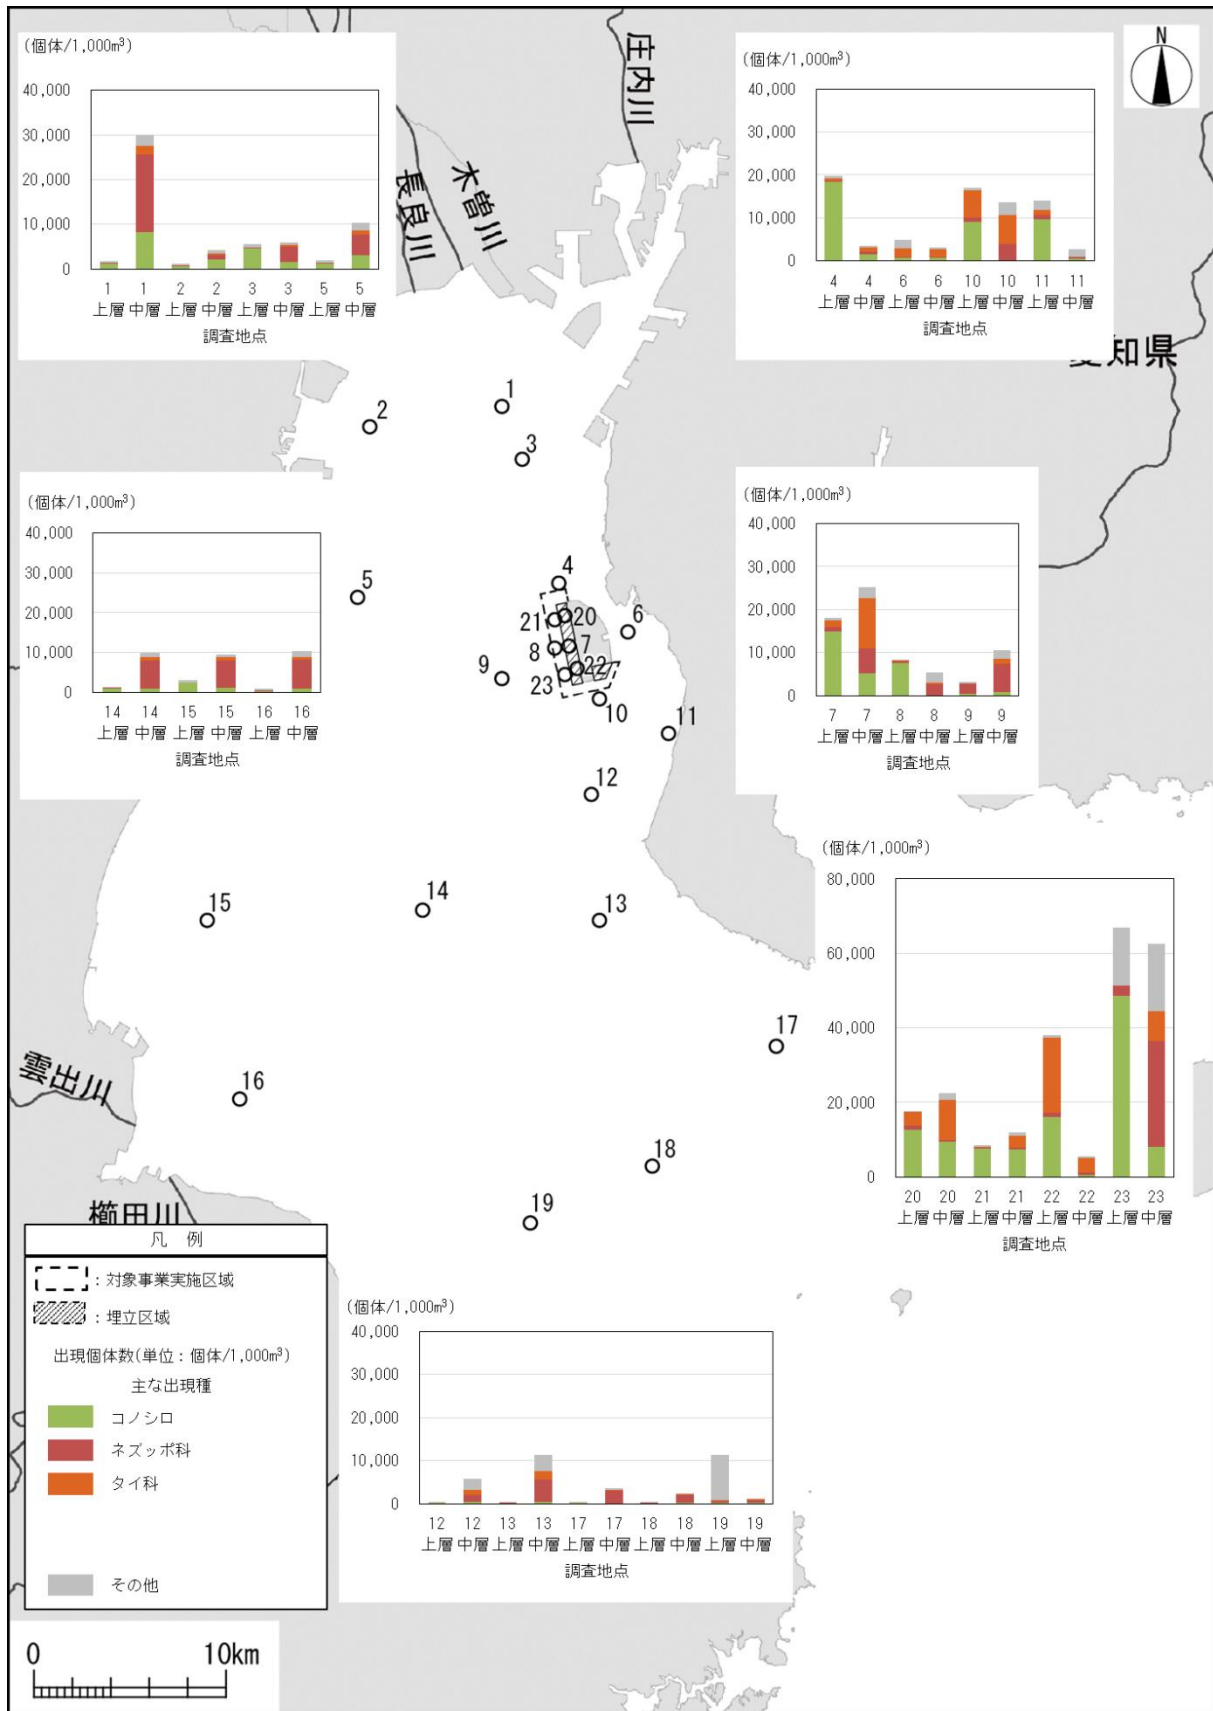 (個体/1,000m³)
40,000
30,000
20,000
10,000
0
1 1 2 2 3 3 5 5
上層 中層 上層 中層 上層 中層 上層 中層
調査地点
庄内川
木曽川
長良川
(個体/1,000m³)
40,000
30,000
20,000
10,000
0
4 4 6 6 10 10 11 11
上層 中層 上層 中層 上層 中層 上層 中層
調査地点
N
知県
1
2
3
(個体/1,000m³)
40,000
30,000
20,000
10,000
0
14 14 15 15 16 16
上層 中層 上層 中層 上層 中層
調査地点
(個体/1,000m³)
40,000
30,000
20,000
10,000
0
7 7 8 8 9 9
上層 中層 上層 中層 上層 中層
調査地点
4
5
21 20 6
8 7
9 22
23
10
11
12
15
14
13
17
16
18
19
(個体/1,000m³)
80,000
60,000
40,000
20,000
0
20 20 21 21 22 22 23 23
上層 中層 上層 中層 上層 中層 上層 中層
調査地点
雲出川
櫛田川
凡 例
：対象事業実施区域
：埋立区域
出現個体数(単位：個体/1,000m³)
主な出現種
コノシロ
ネズッポ科
タイ科
その他
(個体/1,000m³)
40,000
30,000
20,000
10,000
0
12 12 13 13 17 17 18 18 19 19
上層 中層 上層 中層 上層 中層 上層 中層 上層 中層
調査地点
0 10km